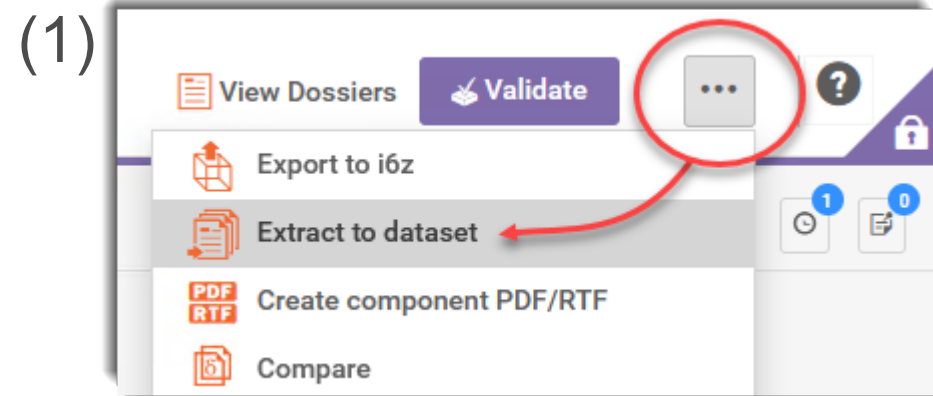 (1)
View Dossiers Validate ... ?
Export to i6z
1 0
Extract to dataset
PDF
RTF Create component PDF/RTF
δ Compare